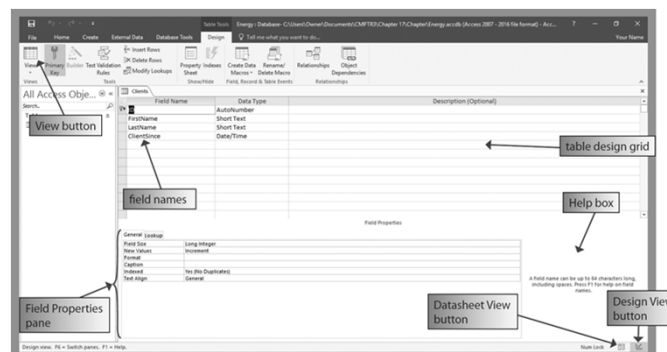 Table Tools Energy : Database- C:\Users\Owner\Documents\CMPTR3\Chapter 17\Chapter\Energy.accdb (Access 2007 - 2016 file format) - Acc... ?
File Home Create External Data Database Tools Design Tell me what you want to do... Your Name
View Primary Key Builder Test Validation Rules
Insert Rows
Delete Rows
Modify Lookups
Property Sheet Indexes
Create Data Macros Rename/ Delete Macro
Relationships Object Dependencies
Views Tools Show/Hide Field, Record & Table Events Relationships
All Access Obje...
Search..
Clients
Field Name Data Type Description (Optional)
AutoNumber
FirstName Short Text
LastName Short Text
ClientSince Date/Time
View button
table design grid
field names
Help box
Field Properties
General Lookup
Field Size Long Integer
New Values Increment
Format
Caption
Indexed Yes (No Duplicates)
Text Align General
A field name can be up to 64 characters long, including spaces. Press F1 for help on field names.
Field Properties pane
Datasheet View button
Design View button
Design view. F6 = Switch panes. F1 = Help. Num Lock